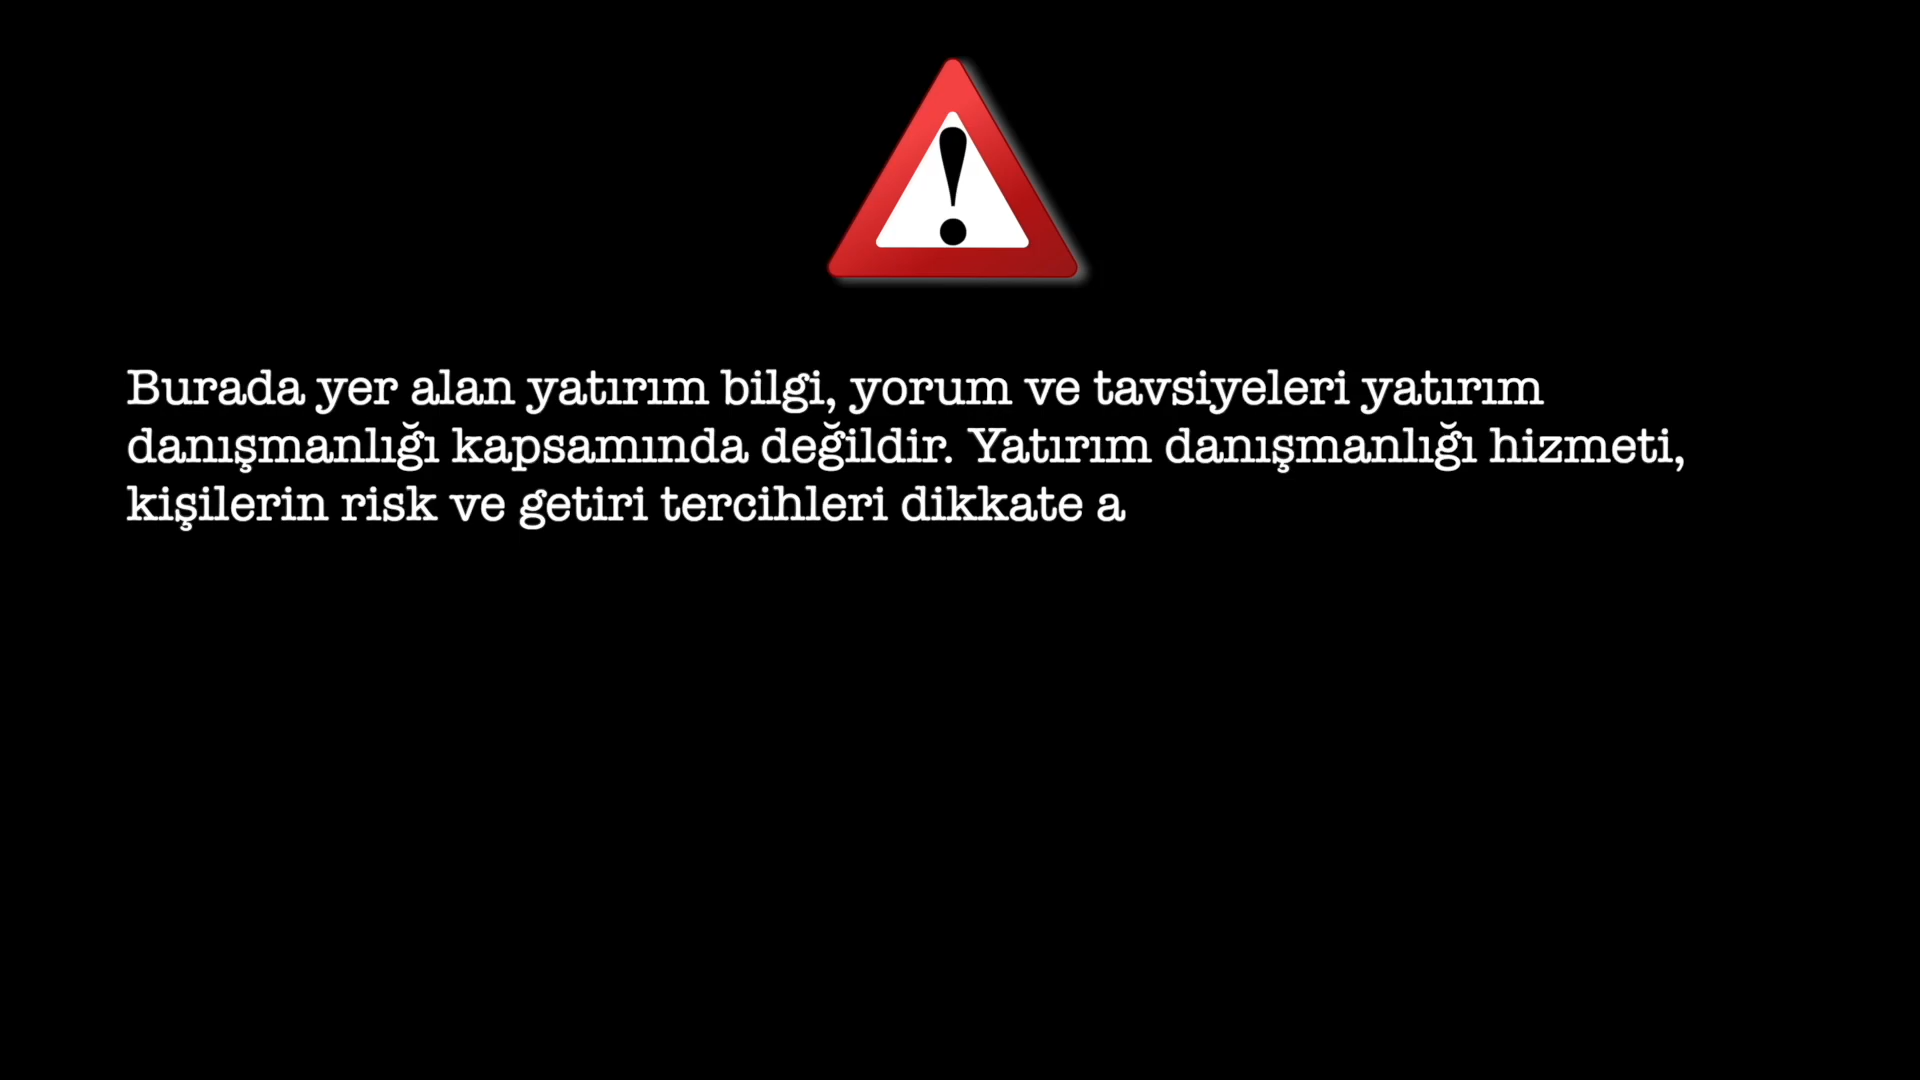 Burada yer alan yatırım bilgi, yorum ve tavsiyeleri yatırım
danışmanlığı kapsamında değildir. Yatırım danışmanlığı hizmeti,
kişilerin risk ve getiri tercihleri dikkate a